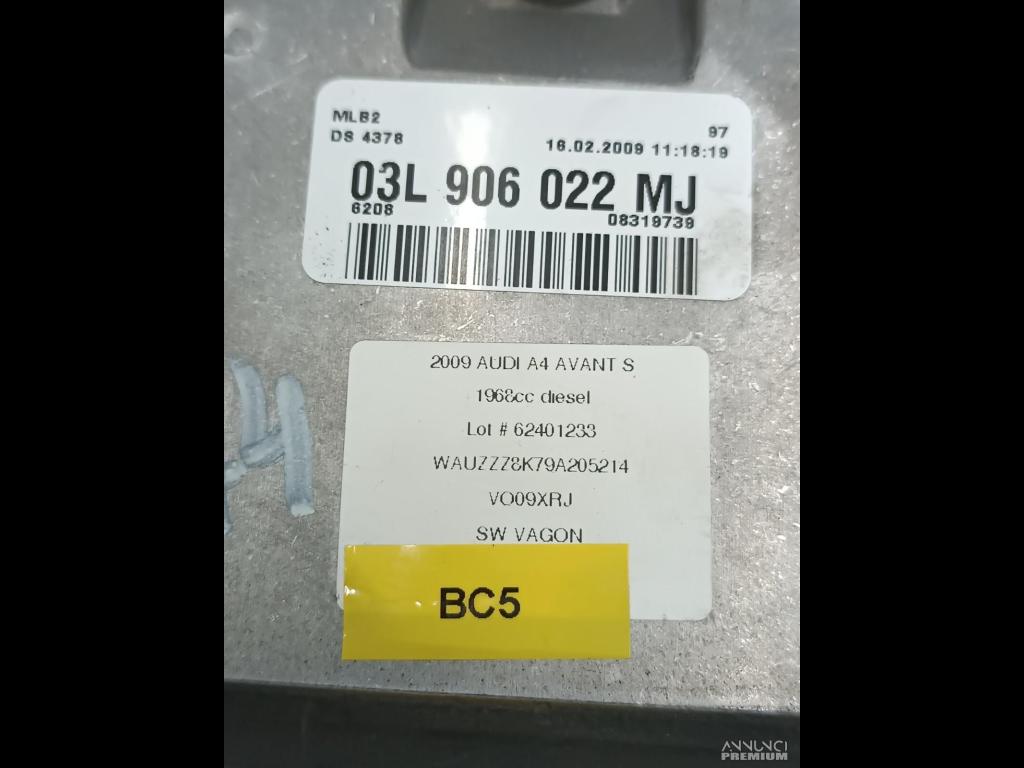 MLB2
DS 4378
97
16.02.2009 11:18:19
03L 906 022 MJ
6208
08319739
2009 AUDI A4 AVANT S
1968cc diesel
Lot # 62401233
WAUZZZ8K79A205214
VO09XRJ
SW VAGON
BC5
H
ANNUNCI
PREMIUM